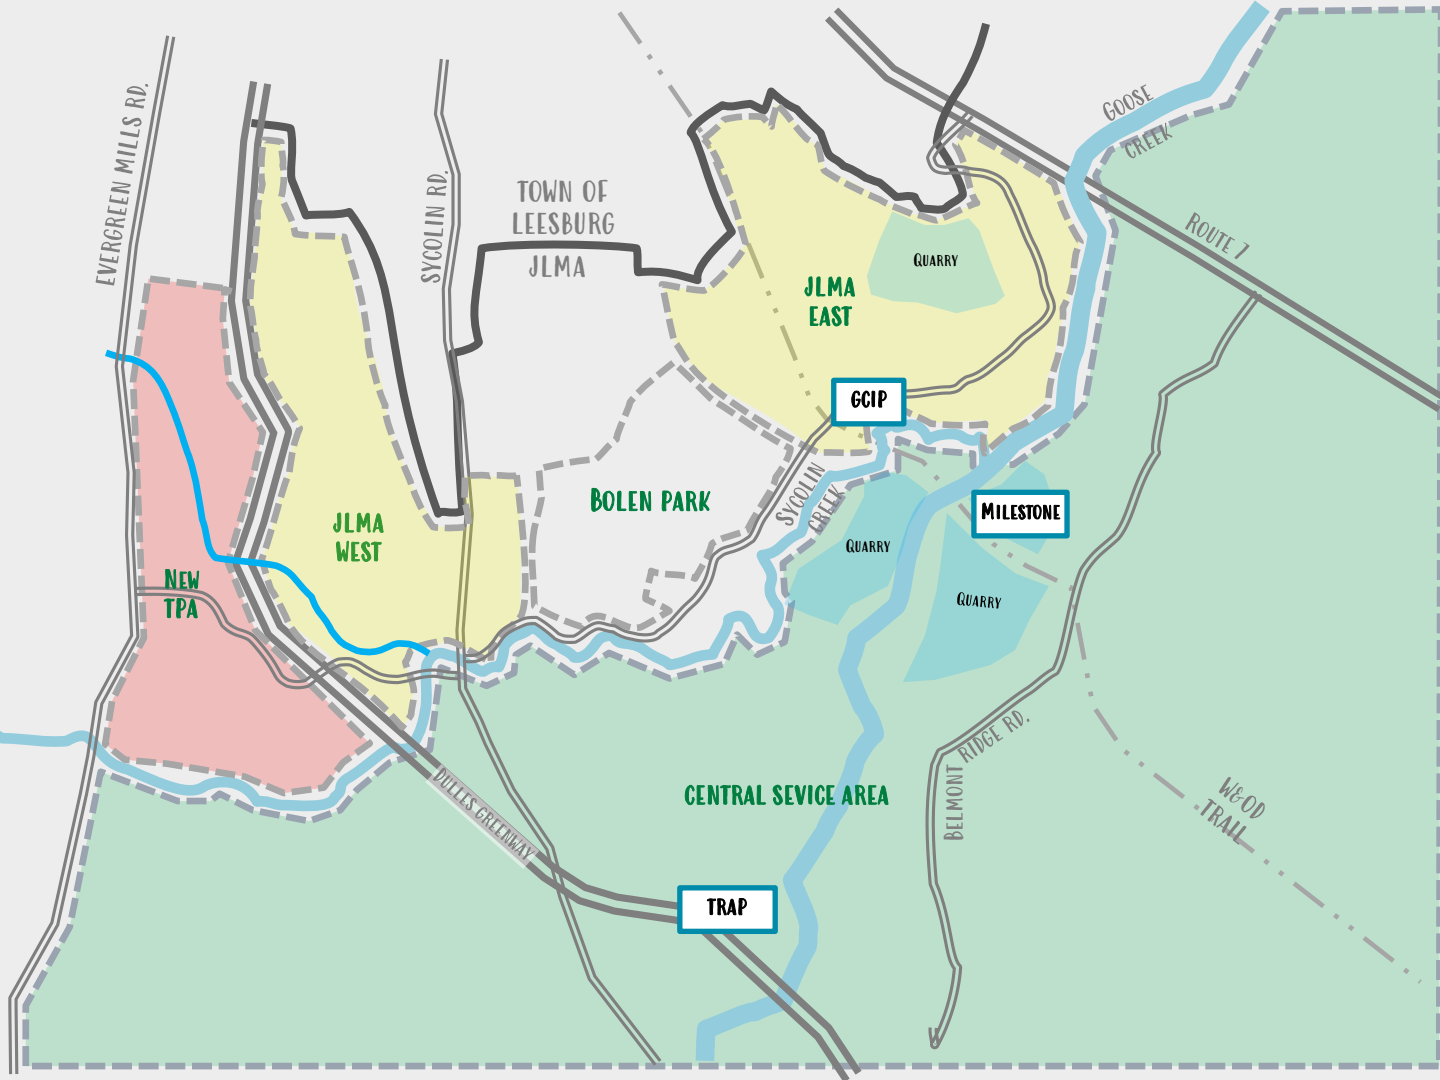 EVERGREEN MILLS RD.
SYCOLIN RD.
TOWN OF
LEESBURG
JLMA
GOOSE
CREEK
ROUTE 7
QUARRY
JLMA
EAST
GCIP
BOLEN PARK
SYCOLIN
CREEK
MILESTONE
QUARRY
QUARRY
JLMA
WEST
NEW
TPA
BELMONT RIDGE RD.
W&OD
TRAIL
DULLES GREENWAY
CENTRAL SEVICE AREA
TRAP